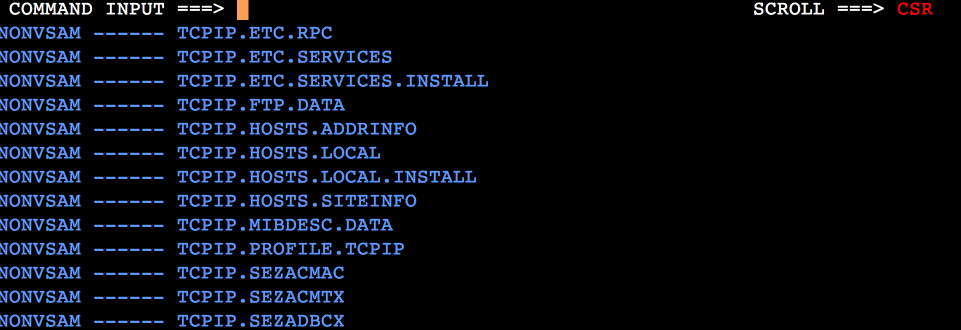 COMMAND INPUT ===> SCROLL ===> CSR
NONVSAM ------ TCPIP.ETC.RPC
NONVSAM ------ TCPIP.ETC.SERVICES
NONVSAM ------ TCPIP.ETC.SERVICES.INSTALL
NONVSAM ------ TCPIP.FTP.DATA
NONVSAM ------ TCPIP.HOSTS.ADDRINFO
NONVSAM ------ TCPIP.HOSTS.LOCAL
NONVSAM ------ TCPIP.HOSTS.LOCAL.INSTALL
NONVSAM ------ TCPIP.HOSTS.SITEINFO
NONVSAM ------ TCPIP.MIBDESC.DATA
NONVSAM ------ TCPIP.PROFILE.TCPIP
NONVSAM ------ TCPIP.SEZACMAC
NONVSAM ------ TCPIP.SEZACMTX
NONVSAM ------ TCPIP.SEZADBCX